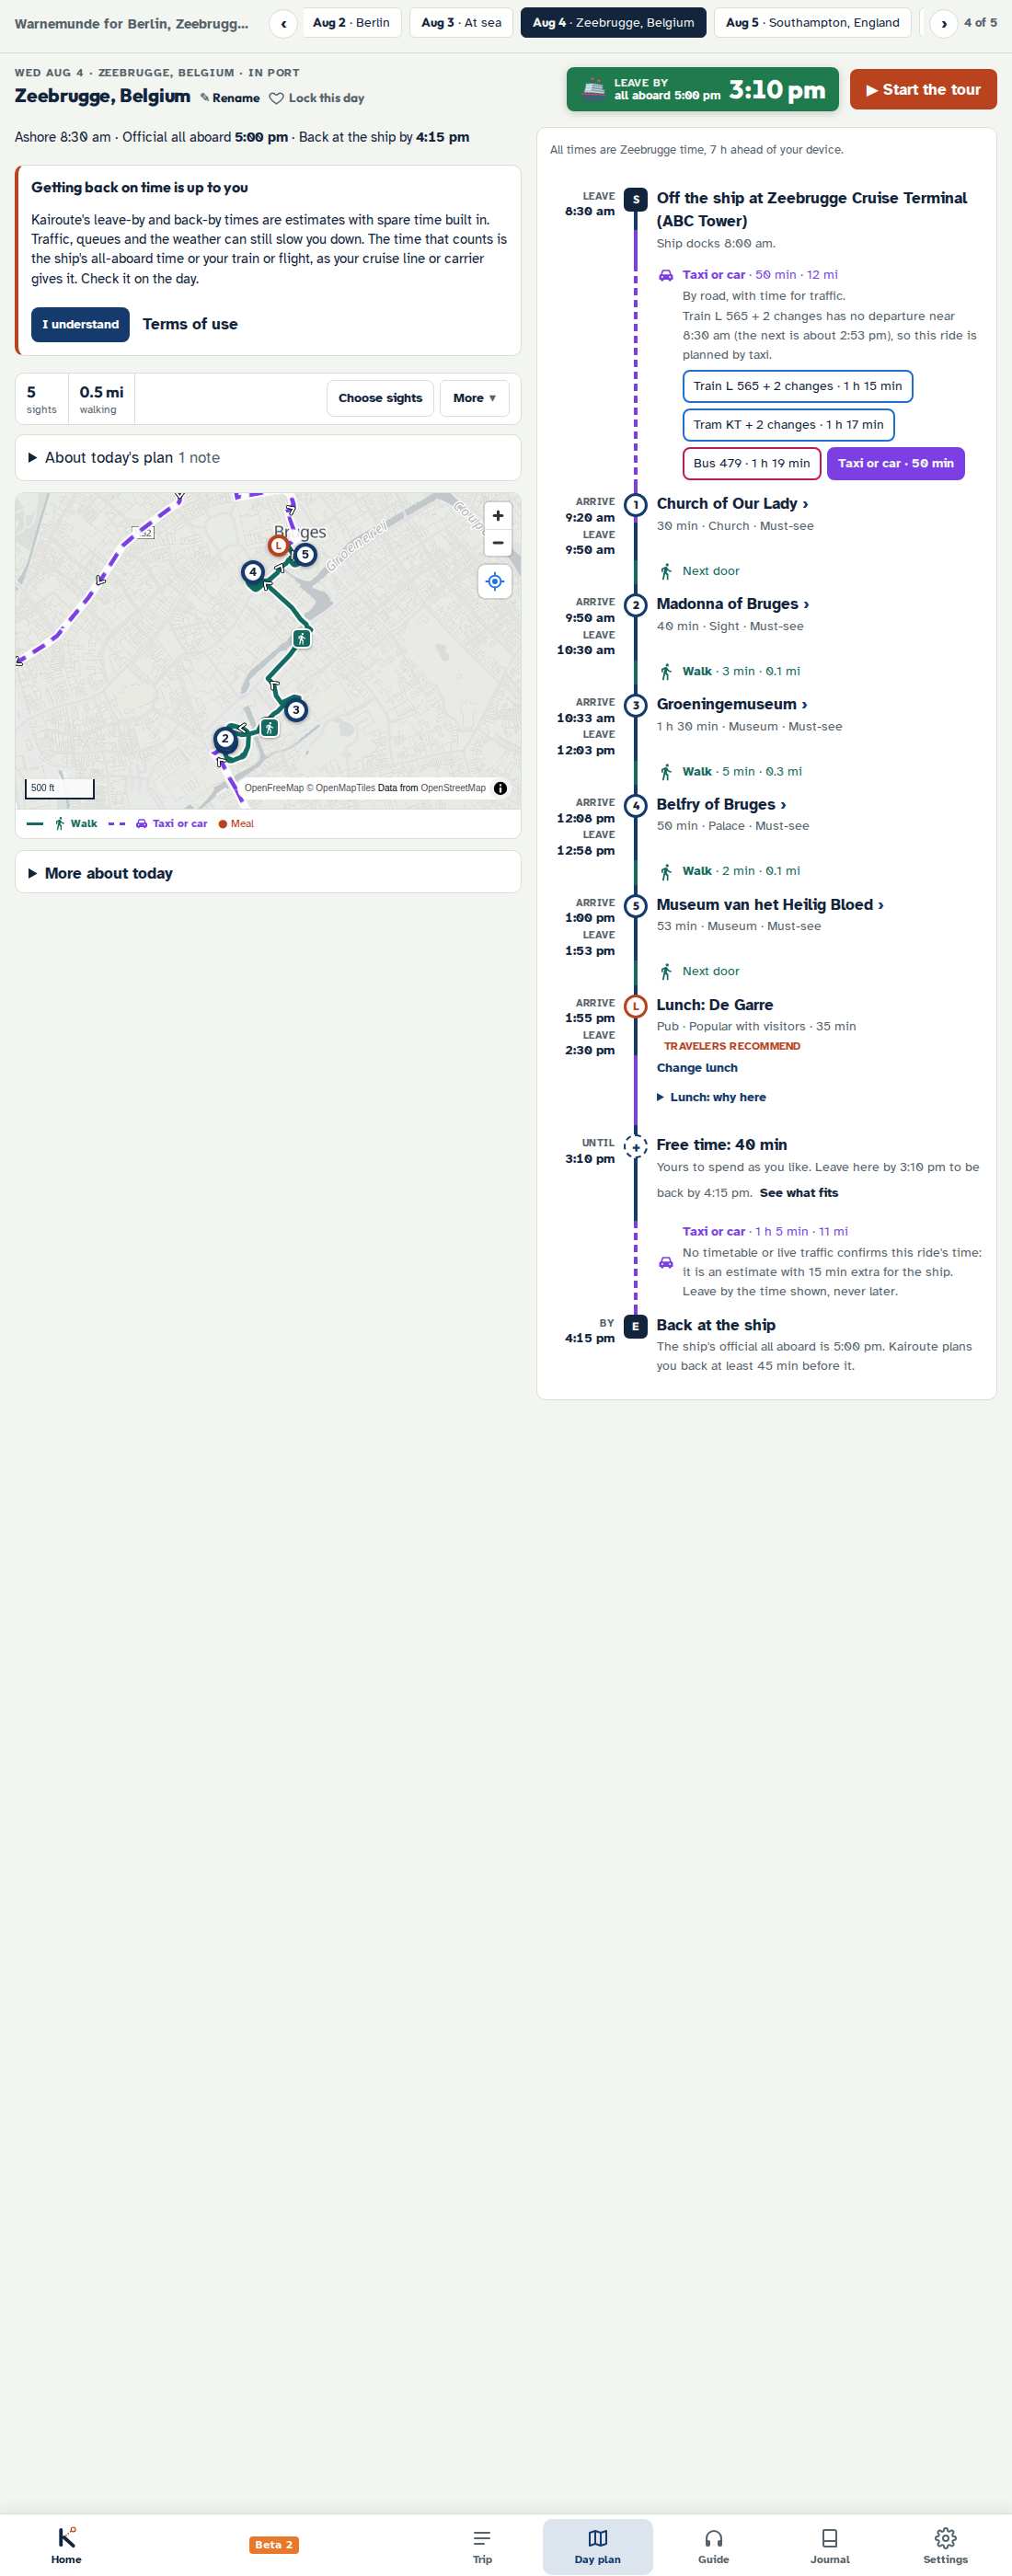 Warnemunde for Berlin, Zeebrugg...
‹
Aug 2 · Berlin
Aug 3 · At sea
Aug 4 · Zeebrugge, Belgium
Aug 5 · Southampton, England
›
4 of 5
WED AUG 4 · ZEEBRUGGE, BELGIUM · IN PORT
Zeebrugge, Belgium ✎ Rename Lock this day
LEAVE BY
all aboard 5:00 pm
3:10 pm
▶ Start the tour
Ashore 8:30 am · Official all aboard 5:00 pm · Back at the ship by 4:15 pm
Getting back on time is up to you
Kairoute's leave-by and back-by times are estimates with spare time built in.
Traffic, queues and the weather can still slow you down. The time that counts is
the ship's all-aboard time or your train or flight, as your cruise line or carrier
gives it. Check it on the day.
I understand
Terms of use
5
sights
0.5 mi
walking
Choose sights
More ▼
▶ About today's plan 1 note
Groenerei
Coup
L
5
4
3
2
+
−
500 ft
OpenFreeMap © OpenMapTiles Data from OpenStreetMap
Walk
Taxi or car
Meal
▶ More about today
All times are Zeebrugge time, 7 h ahead of your device.
LEAVE
8:30 am
S
Off the ship at Zeebrugge Cruise Terminal
(ABC Tower)
Ship docks 8:00 am.
Taxi or car · 50 min · 12 mi
By road, with time for traffic.
Train L 565 + 2 changes has no departure near
8:30 am (the next is about 2:53 pm), so this ride is
planned by taxi.
Train L 565 + 2 changes · 1 h 15 min
Tram KT + 2 changes · 1 h 17 min
Bus 479 · 1 h 19 min
Taxi or car · 50 min
ARRIVE
9:20 am
LEAVE
9:50 am
1
Church of Our Lady ›
30 min · Church · Must-see
Next door
ARRIVE
9:50 am
LEAVE
10:30 am
2
Madonna of Bruges ›
40 min · Sight · Must-see
Walk · 3 min · 0.1 mi
ARRIVE
10:33 am
LEAVE
12:03 pm
3
Groeningemuseum ›
1 h 30 min · Museum · Must-see
Walk · 5 min · 0.3 mi
ARRIVE
12:08 pm
LEAVE
12:58 pm
4
Belfry of Bruges ›
50 min · Palace · Must-see
Walk · 2 min · 0.1 mi
ARRIVE
1:00 pm
LEAVE
1:53 pm
5
Museum van het Heilig Bloed ›
53 min · Museum · Must-see
Next door
ARRIVE
1:55 pm
LEAVE
2:30 pm
L
Lunch: De Garre
Pub · Popular with visitors · 35 min
TRAVELERS RECOMMEND
Change lunch
▶ Lunch: why here
UNTIL
3:10 pm
+
Free time: 40 min
Yours to spend as you like. Leave here by 3:10 pm to be
back by 4:15 pm. See what fits
Taxi or car · 1 h 5 min · 11 mi
No timetable or live traffic confirms this ride's time:
it is an estimate with 15 min extra for the ship.
Leave by the time shown, never later.
BY
4:15 pm
E
Back at the ship
The ship's official all aboard is 5:00 pm. Kairoute plans
you back at least 45 min before it.
Home
Beta 2
Trip
Day plan
Guide
Journal
Settings